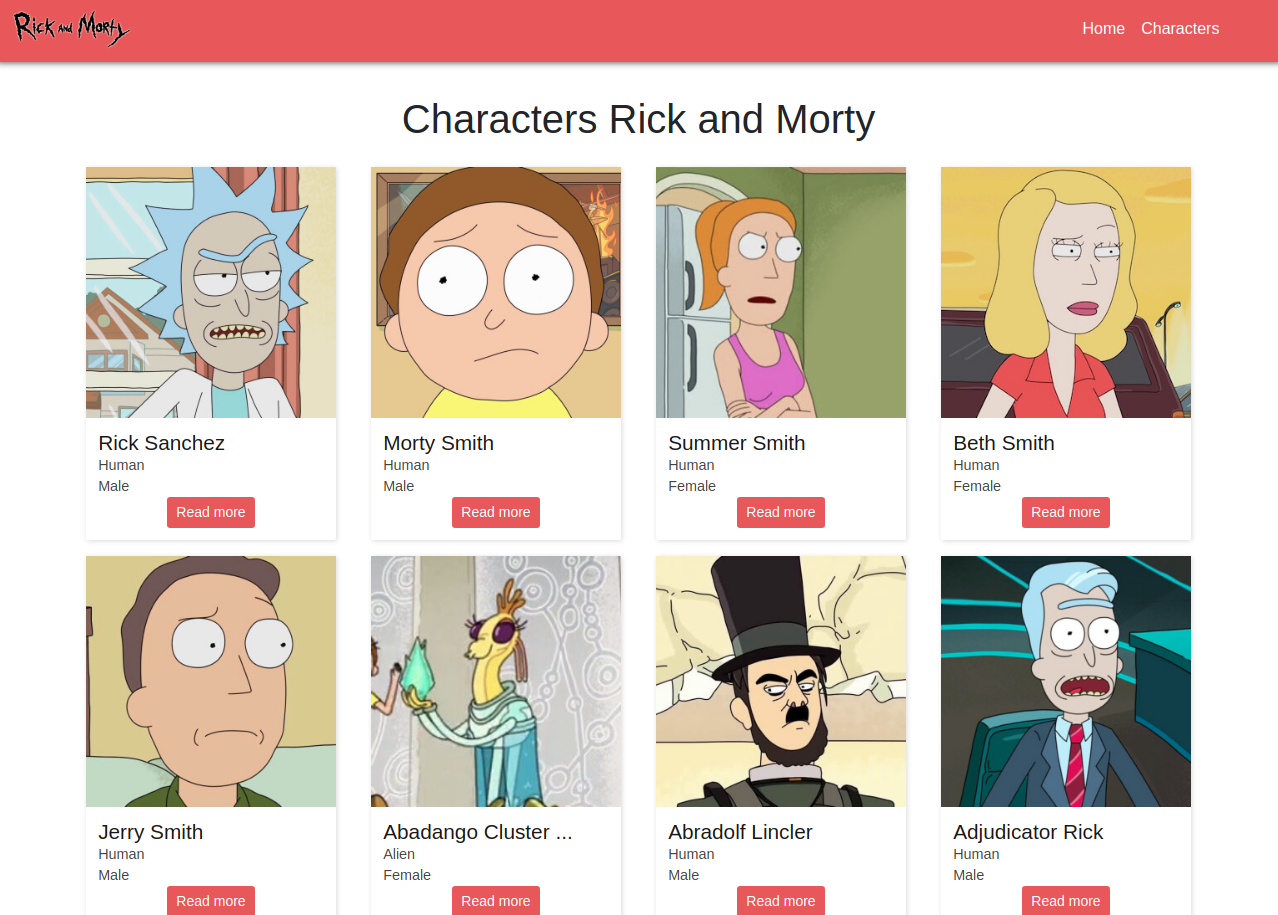 Rick and Morty
Home Characters
Characters Rick and Morty
Rick Sanchez
Human
Male
Read more
Morty Smith
Human
Male
Read more
Summer Smith
Human
Female
Read more
Beth Smith
Human
Female
Read more
Jerry Smith
Human
Male
Read more
Abadango Cluster ...
Alien
Female
Read more
Abradolf Lincler
Human
Male
Read more
Adjudicator Rick
Human
Male
Read more